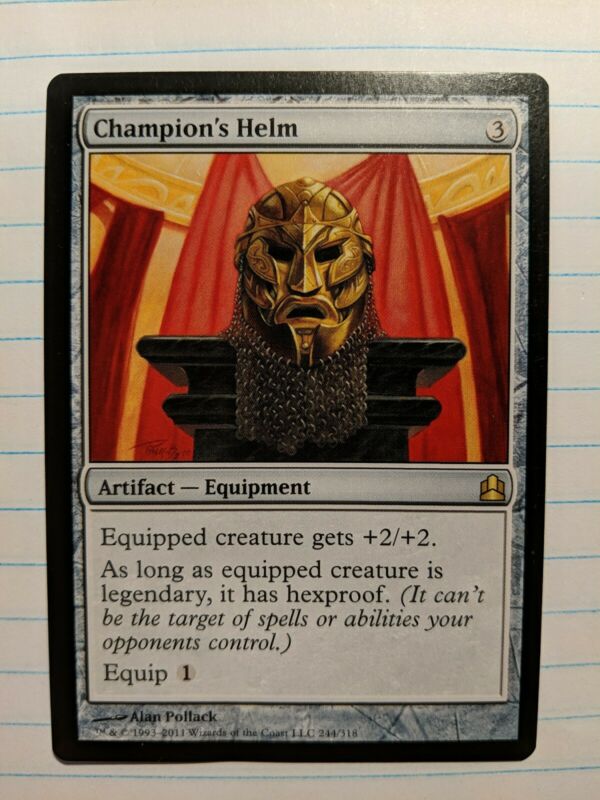 Champion's Helm 3
Artifact — Equipment
Equipped creature gets +2/+2.
As long as equipped creature is
legendary, it has hexproof. (It can't
be the target of spells or abilities your
opponents control.)
Equip 1
Alan Pollack
™ & © 1993–2011 Wizards of the Coast LLC 244/318